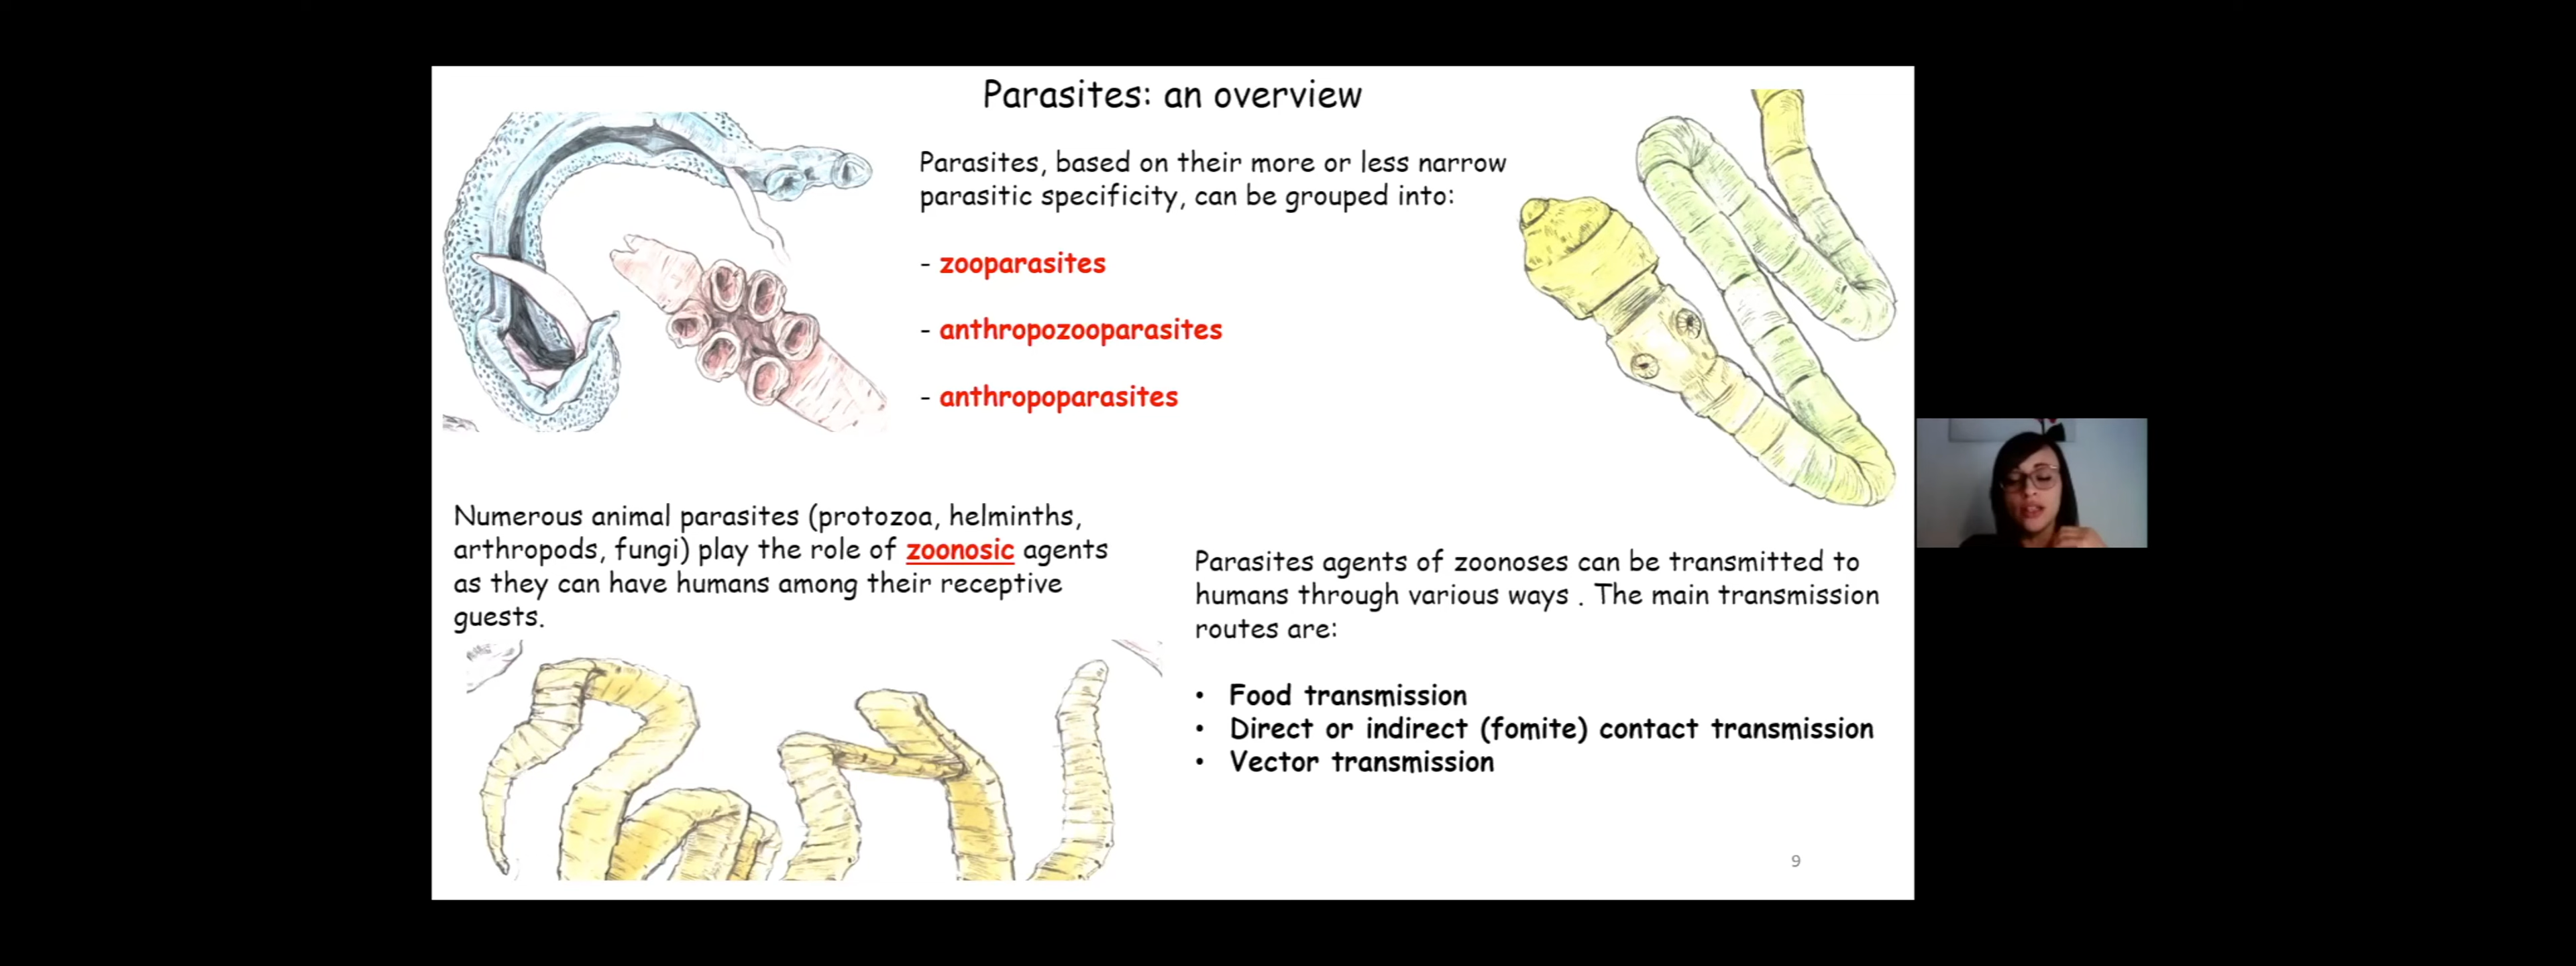 Parasites: an overview
Parasites, based on their more or less narrow
parasitic specificity, can be grouped into:
- zooparasites
- anthropozooparasites
- anthropoparasites
Numerous animal parasites (protozoa, helminths,
arthropods, fungi) play the role of zoonosic agents
as they can have humans among their receptive
guests.
Parasites agents of zoonoses can be transmitted to
humans through various ways . The main transmission
routes are:
• Food transmission
• Direct or indirect (fomite) contact transmission
• Vector transmission
9